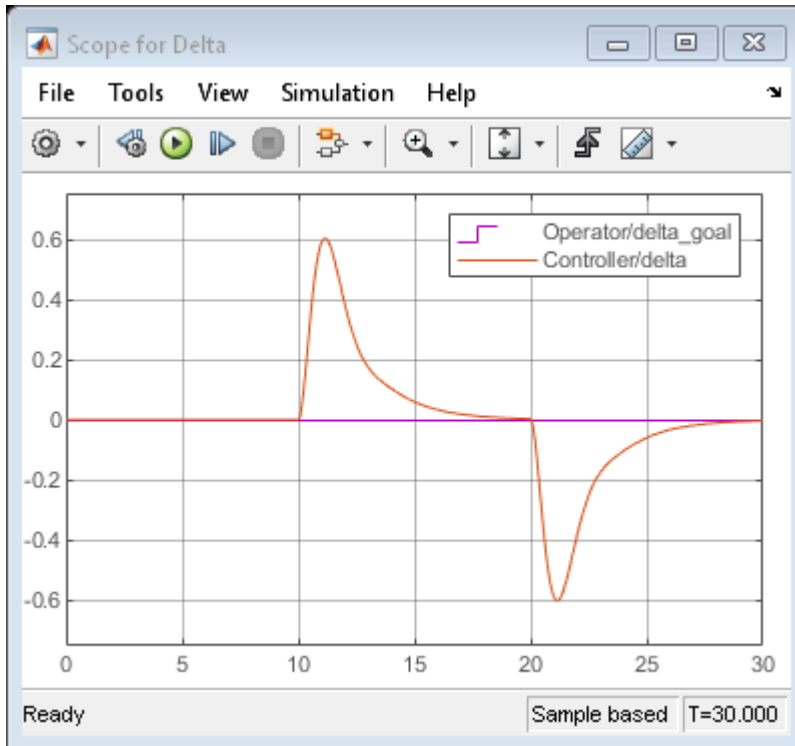 Scope for Delta
File Tools View Simulation Help
Operator/delta_goal
Controller/delta
0.6
0.4
0.2
0
-0.2
-0.4
-0.6
0 5 10 15 20 25 30
Ready Sample based T=30.000